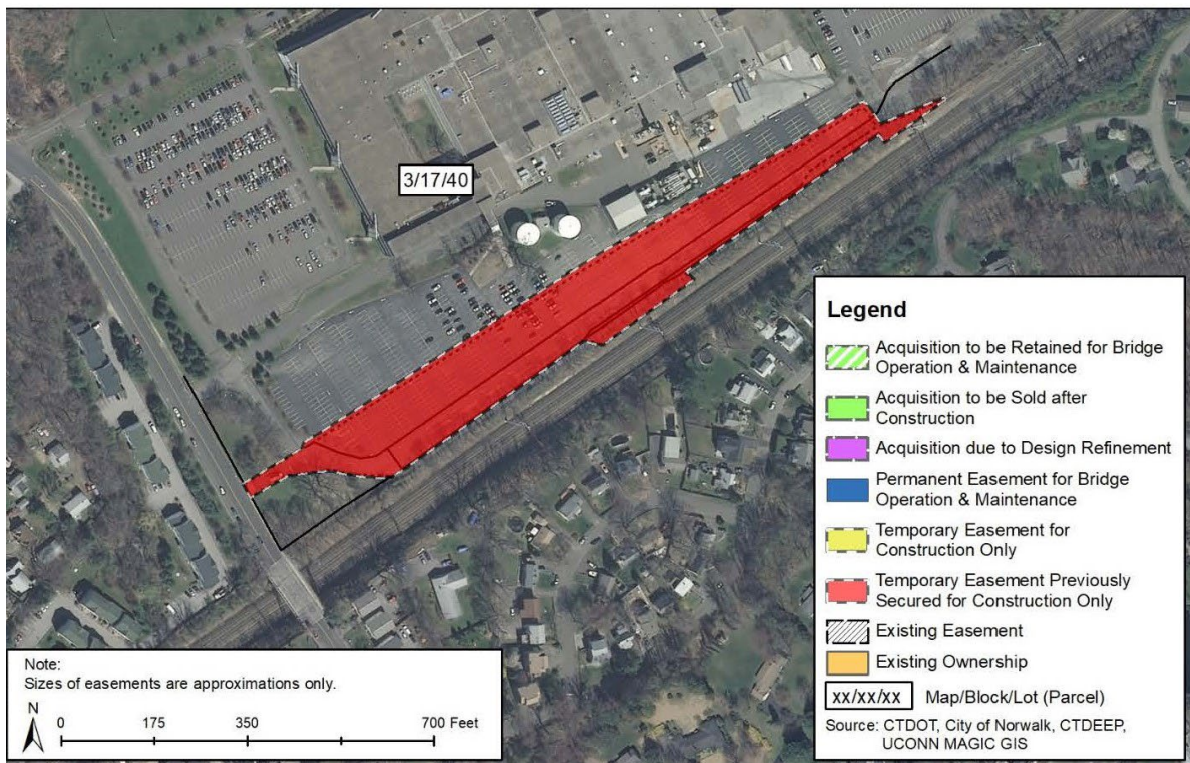 3/17/40
Legend
Acquisition to be Retained for Bridge
Operation & Maintenance
Acquisition to be Sold after
Construction
Acquisition due to Design Refinement
Permanent Easement for Bridge
Operation & Maintenance
Temporary Easement for
Construction Only
Temporary Easement Previously
Secured for Construction Only
Existing Easement
Existing Ownership
xx/xx/xx Map/Block/Lot (Parcel)
Source: CTDOT, City of Norwalk, CTDEEP,
UCONN MAGIC GIS
Note:
Sizes of easements are approximations only.
N
0 175 350 700 Feet